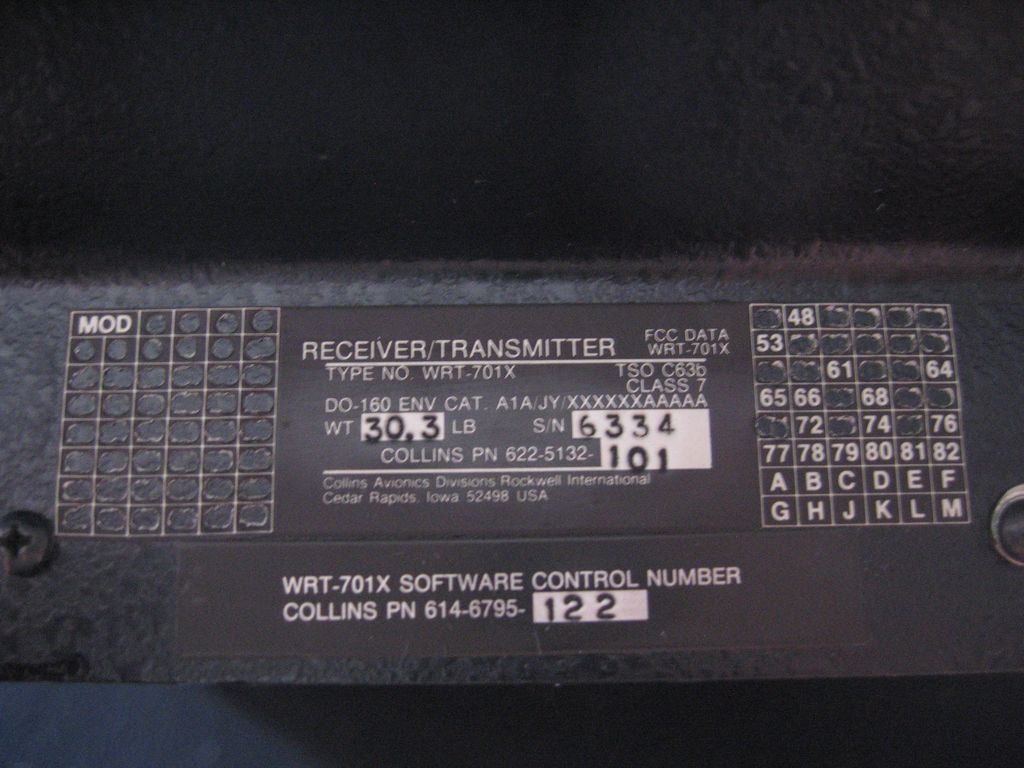 MOD
RECEIVER/TRANSMITTER
FCC DATA
WRT-701X
TYPE NO. WRT-701X
TSO C63b
CLASS 7
DO-160 ENV CAT. A1A/JY/XXXXXXAAAAA
WT 30.3 LB S/N 6334
COLLINS PN 622-5132-101
Collins Avionics Divisions Rockwell International
Cedar Rapids, Iowa 52498 USA
48
53
61 64
65 66 68
72 74 76
77 78 79 80 81 82
A B C D E F
G H J K L M
WRT-701X SOFTWARE CONTROL NUMBER
COLLINS PN 614-6795-122